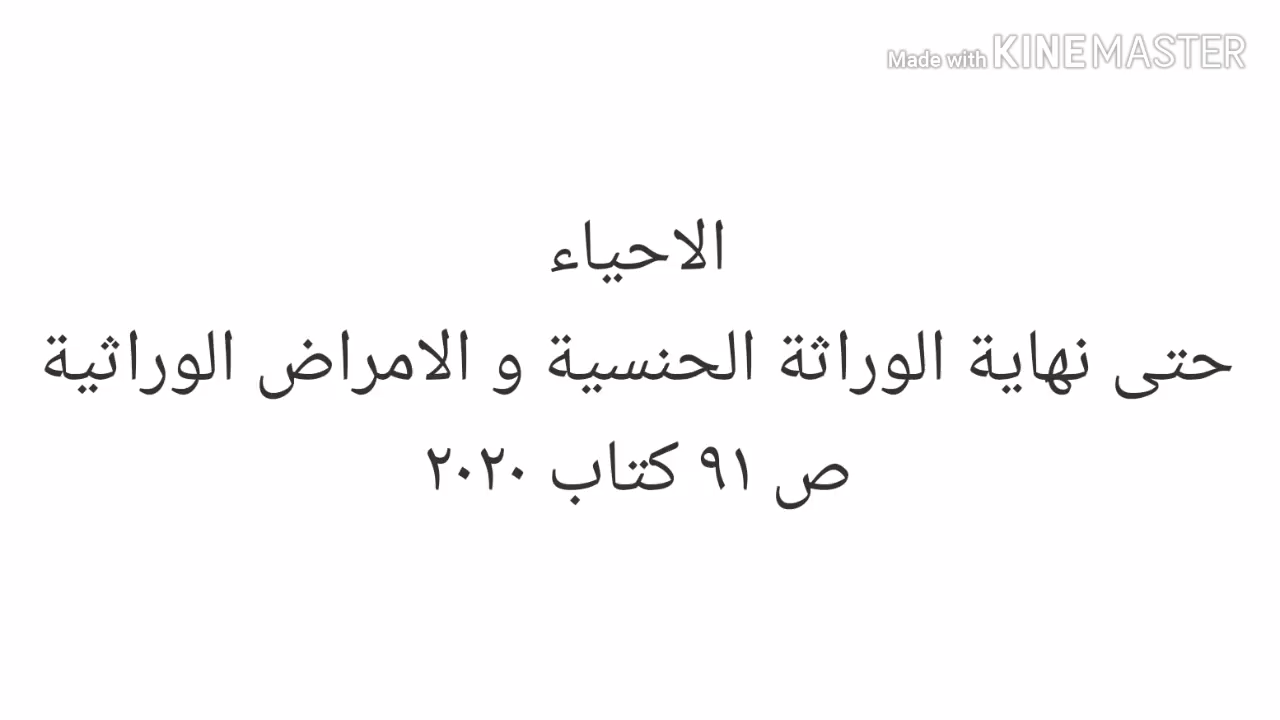 Made with KINEMASTER
الاحياء
حتى نهاية الوراثة الحنسية و الامراض الوراثية
ص ٩١ كتاب ٢٠٢٠